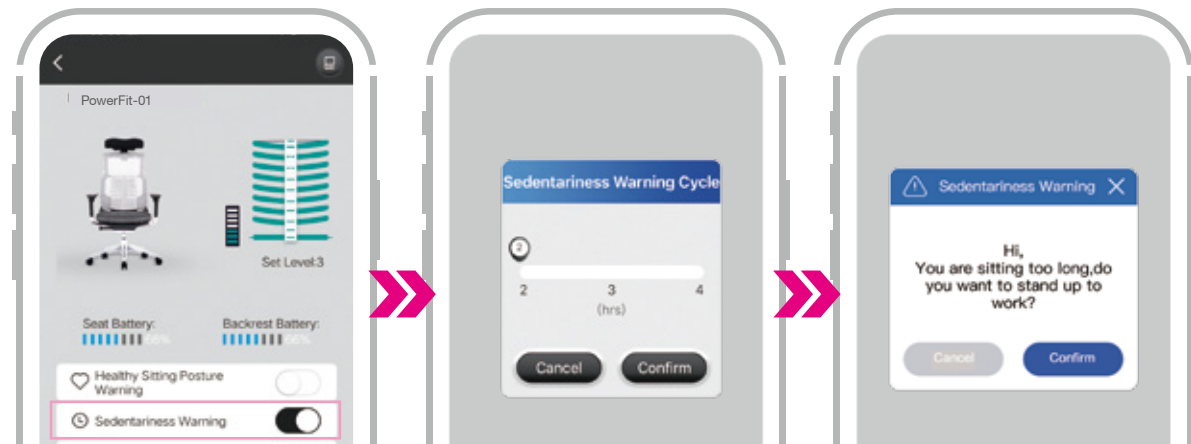 PowerFit-01
Set Level:3
Seat Battery:
Backrest Battery:
66%
66%
Healthy Sitting Posture
Warning
Sedentariness Warning
Sedentariness Warning Cycle
2
2
3
4
(hrs)
Cancel
Confirm
Sedentariness Warning
Hi,
You are sitting too long,do
you want to stand up to
work?
Cancel
Confirm